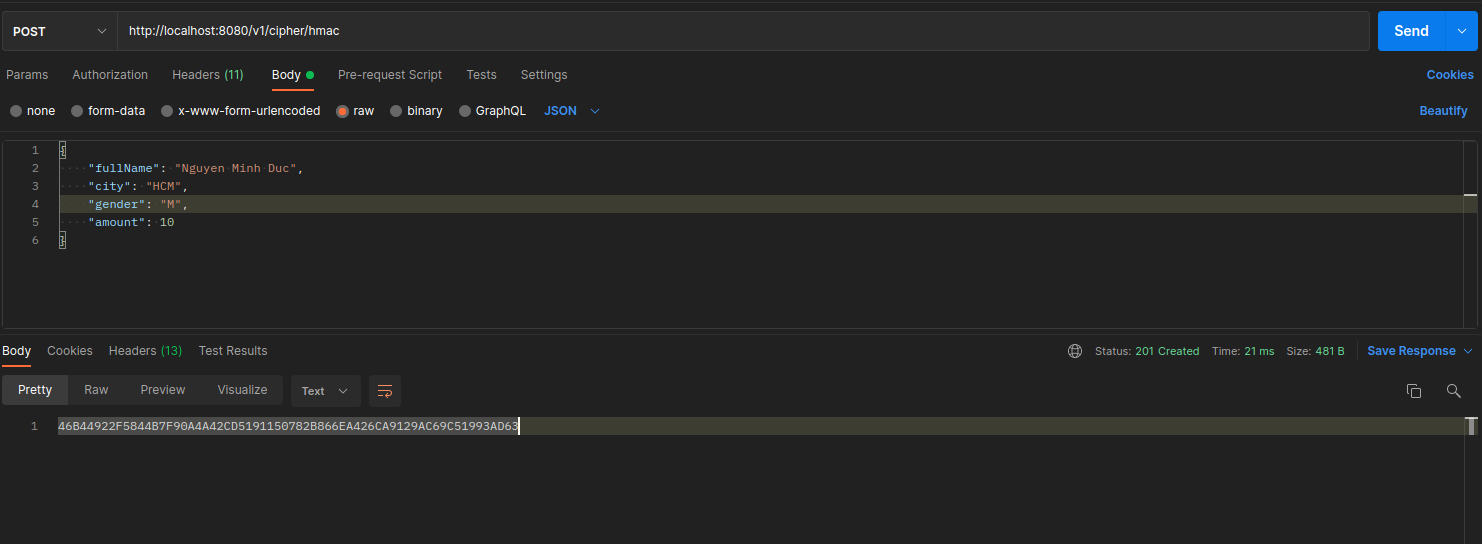 POST http://localhost:8080/v1/cipher/hmac Send
Params Authorization Headers (11) Body Pre-request Script Tests Settings Cookies
none form-data x-www-form-urlencoded raw binary GraphQL JSON Beautify
1 {
2 "fullName": "Nguyen Minh Duc",
3 "city": "HCM",
4 "gender": "M",
5 "amount": 10
6 }
Body Cookies Headers (13) Test Results Status: 201 Created Time: 21 ms Size: 481 B Save Response
Pretty Raw Preview Visualize Text
1 46B44922F5844B7F90A4A42CD5191150782B866EA426CA9129AC69C51993AD63